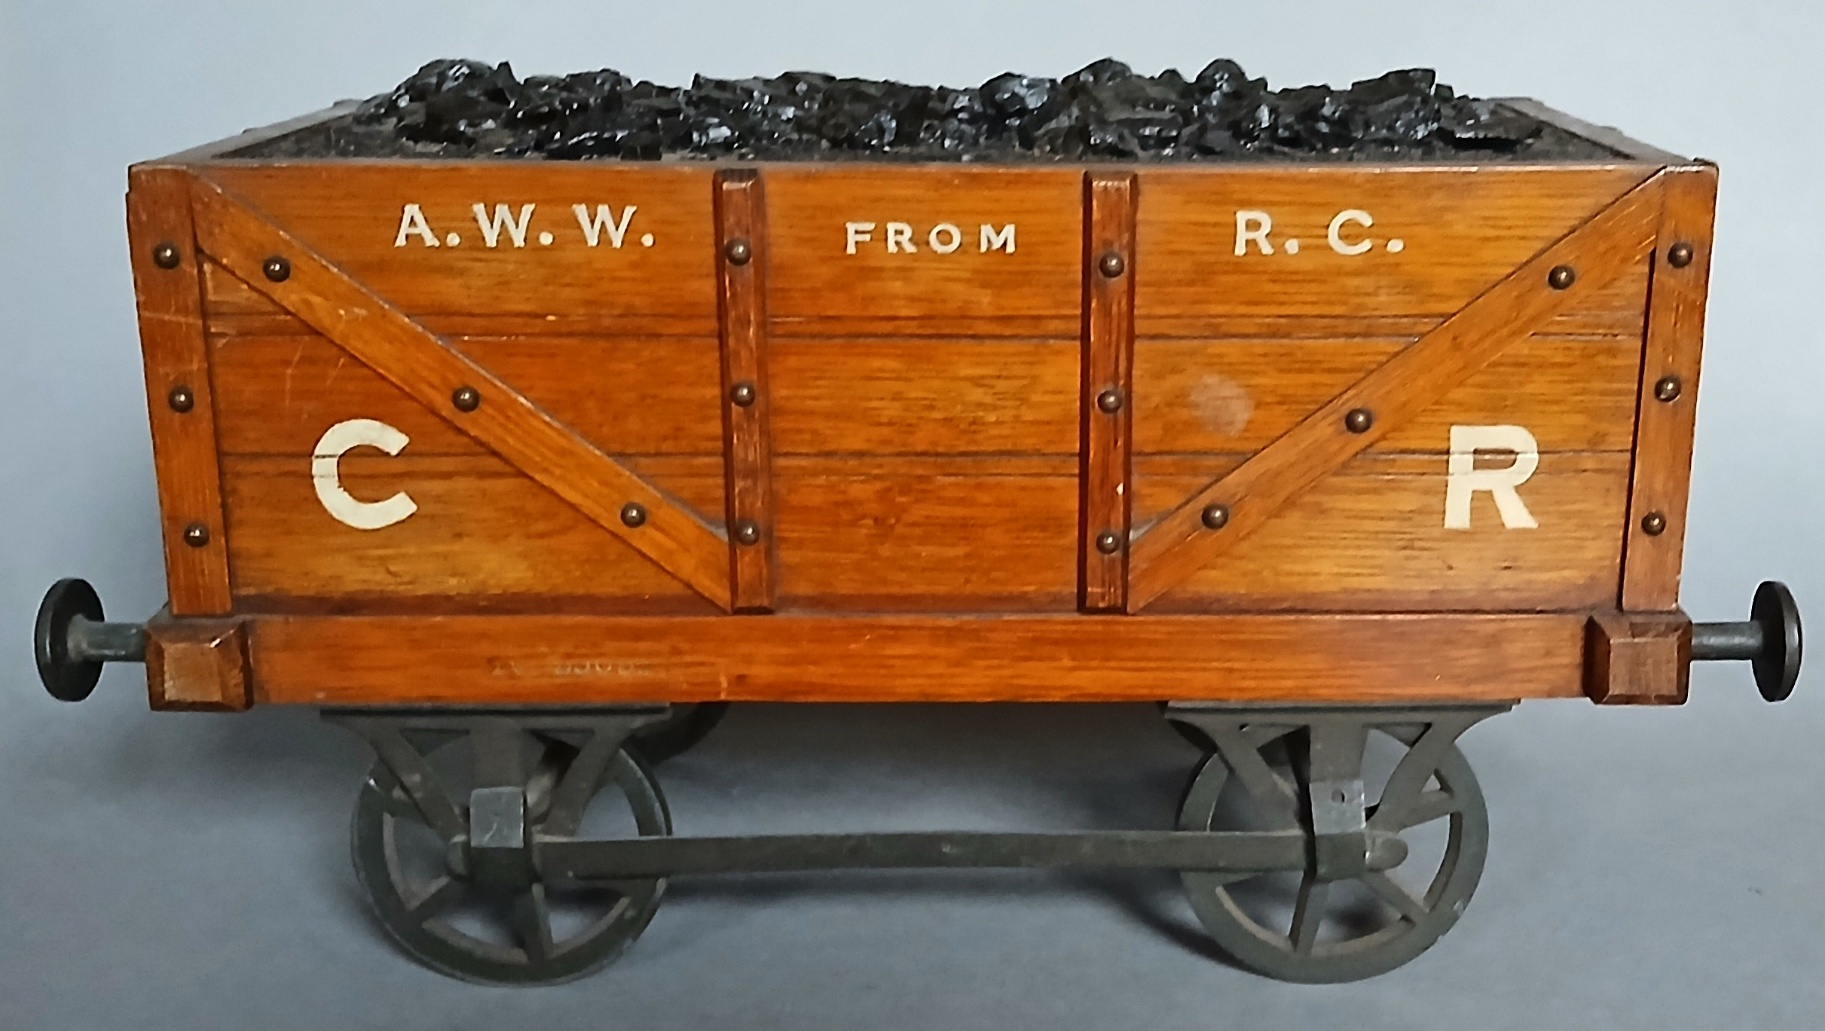 A. W. W. FROM R. C.
C R